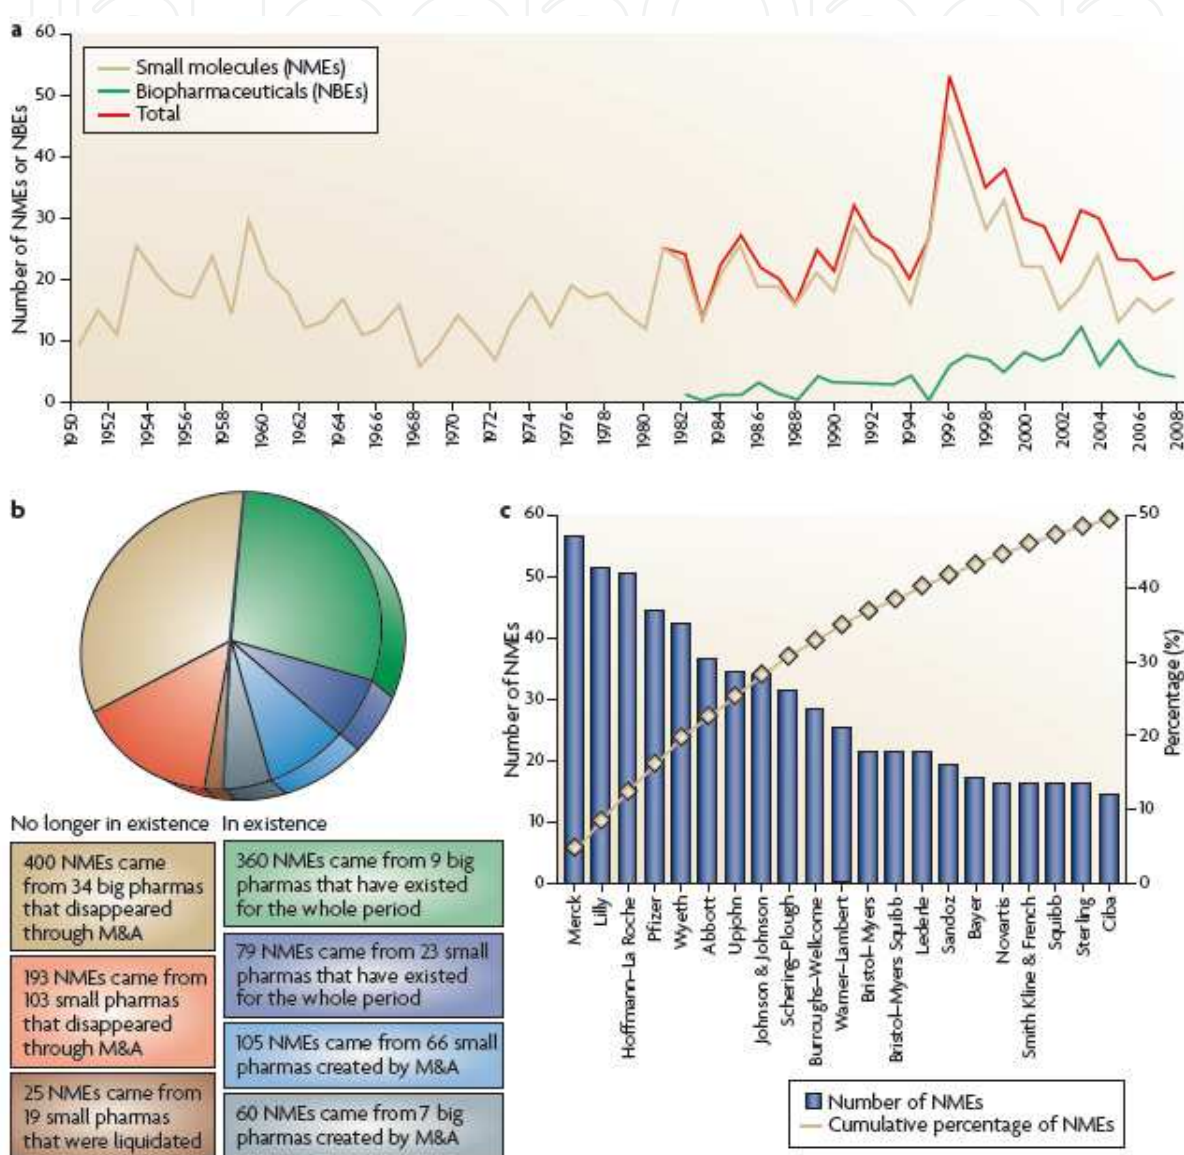 a
60
50
40
30
20
10
0
Number of NMEs or NBEs
Small molecules (NMEs)
Biopharmaceuticals (NBEs)
Total
1950
1952
1954
1956
1958
1960
1962
1964
1966
1968
1970
1972
1974
1976
1978
1980
1982
1984
1986
1988
1990
1992
1994
1996
1998
2000
2002
2004
2006
2008
b
No longer in existence
400 NMEs came
from 34 big pharmas
that disappeared
through M&A
193 NMEs came from
103 small pharmas
that disappeared
through M&A
25 NMEs came from
19 small pharmas
that were liquidated
In existence
360 NMEs came from 9 big
pharmas that have existed
for the whole period
79 NMEs came from 23 small
pharmas that have existed
for the whole period
105 NMEs came from 66 small
pharmas created by M&A
60 NMEs came from 7 big
pharmas created by M&A
c
60
50
40
30
20
10
0
Number of NMEs
50
40
30
20
10
0
Percentage (%)
Merck
Lilly
Hoffmann–La Roche
Pfizer
Wyeth
Abbott
Upjohn
Johnson & Johnson
Schering–Plough
Burroughs–Wellcome
Warner–Lambert
Bristol–Myers
Bristol–Myers Squibb
Lederle
Sandoz
Bayer
Novartis
Smith Kline & French
Squibb
Sterling
Ciba
Number of NMEs
Cumulative percentage of NMEs